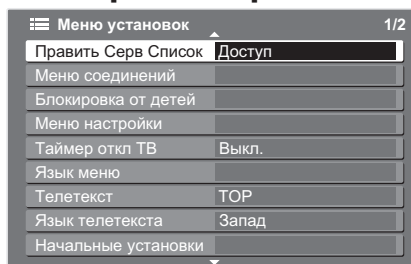 Меню установок 1/2
Править Серв Список Доступ
Меню соединений
Блокировка от детей
Меню настройки
Таймер откл ТВ Выкл.
Язык меню
Телетекст TOP
Язык телетекста Запад
Начальные установки